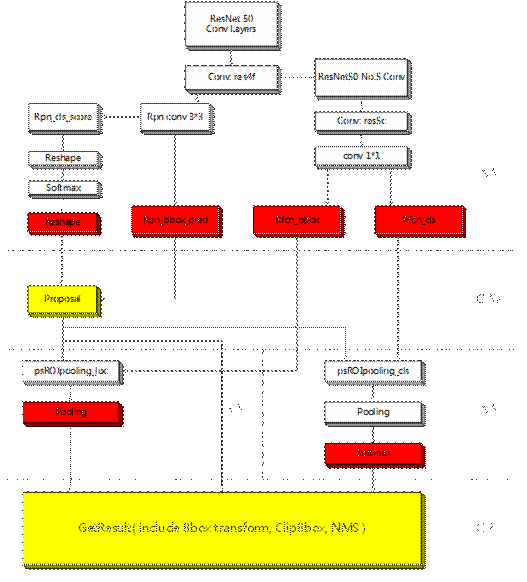 ResNet 50
Conv Layers
Conv: res4f
ResNet50 No.5 Conv
Rpn_cls_score
Rpn conv 3*3
Conv: res5c
Reshape
conv 1*1
Softmax
Reshape
Rpn_bbox_pred
Rfcn_bbox
Rfcn_cls
Proposal
psROIpooling_loc
psROIpooling_cls
Pooling
Pooling
Softmax
GetResult( include Bbox transform, ClipBbox, NMS )